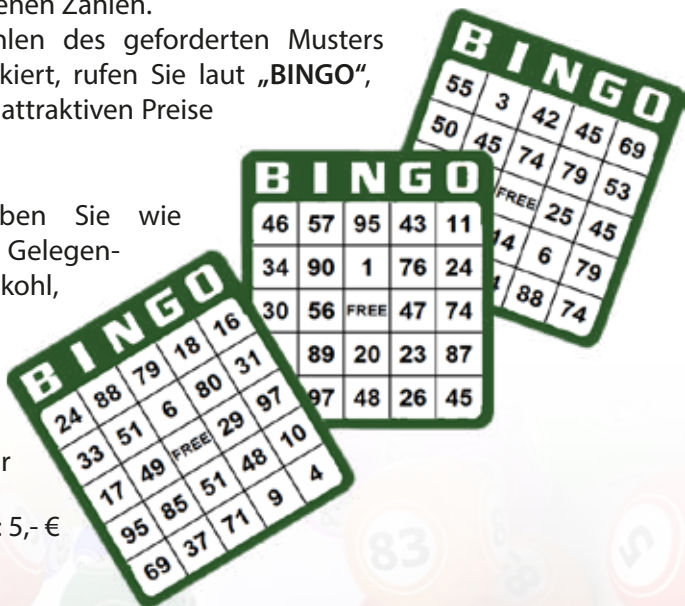 enen Zahlen.
hlen des geforderten Musters
kiert, rufen Sie laut „BINGO“,
attraktiven Preise
ben Sie wie
Gelegen-
kohl,
r
: 5,- €
BINGO
55 3 42 45 69
50 45 74 79 53
FREE 25 45
14 6 79
88 74
BINGO
46 57 95 43 11
34 90 1 76 24
30 56 FREE 47 74
89 20 23 87
97 48 26 45
BINGO
24 88 79 18 16
33 51 6 80 31
17 49 FREE 29 97
95 85 51 48 10
69 37 71 9 4
83
5